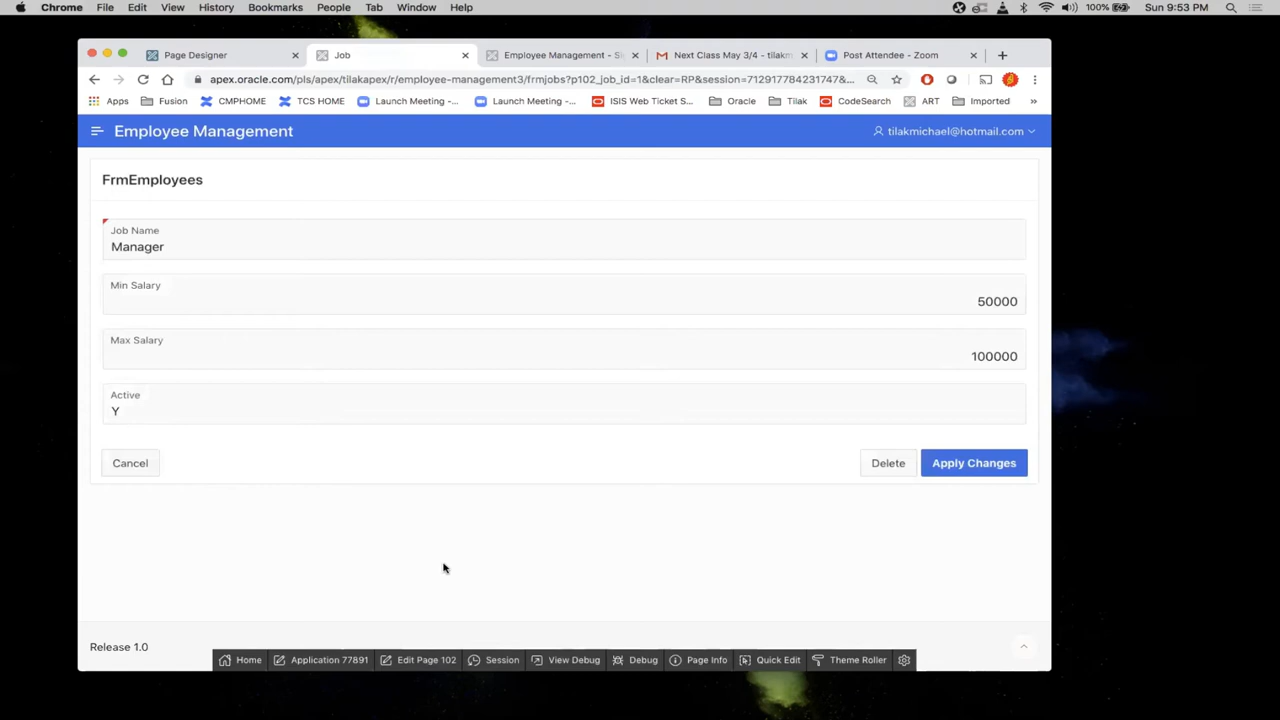 Chrome File Edit View History Bookmarks People Tab Window Help 100% Sun 9:53 PM
Page Designer Job Employee Management - Si Next Class May 3/4 - tilakm Post Attendee - Zoom
apex.oracle.com/pls/apex/tilakapex/r/employee-management3/frmjobs?p102_job_id=1&clear=RP&session=712917784231747&...
Apps Fusion CMPHOME TCS HOME Launch Meeting -... Launch Meeting -... ISIS Web Ticket S... Oracle Tilak CodeSearch ART Imported »
Employee Management tilakmichael@hotmail.com
FrmEmployees
Job Name
Manager
Min Salary
50000
Max Salary
100000
Active
Y
Cancel Delete Apply Changes
Release 1.0
Home Application 77891 Edit Page 102 Session View Debug Debug Page Info Quick Edit Theme Roller